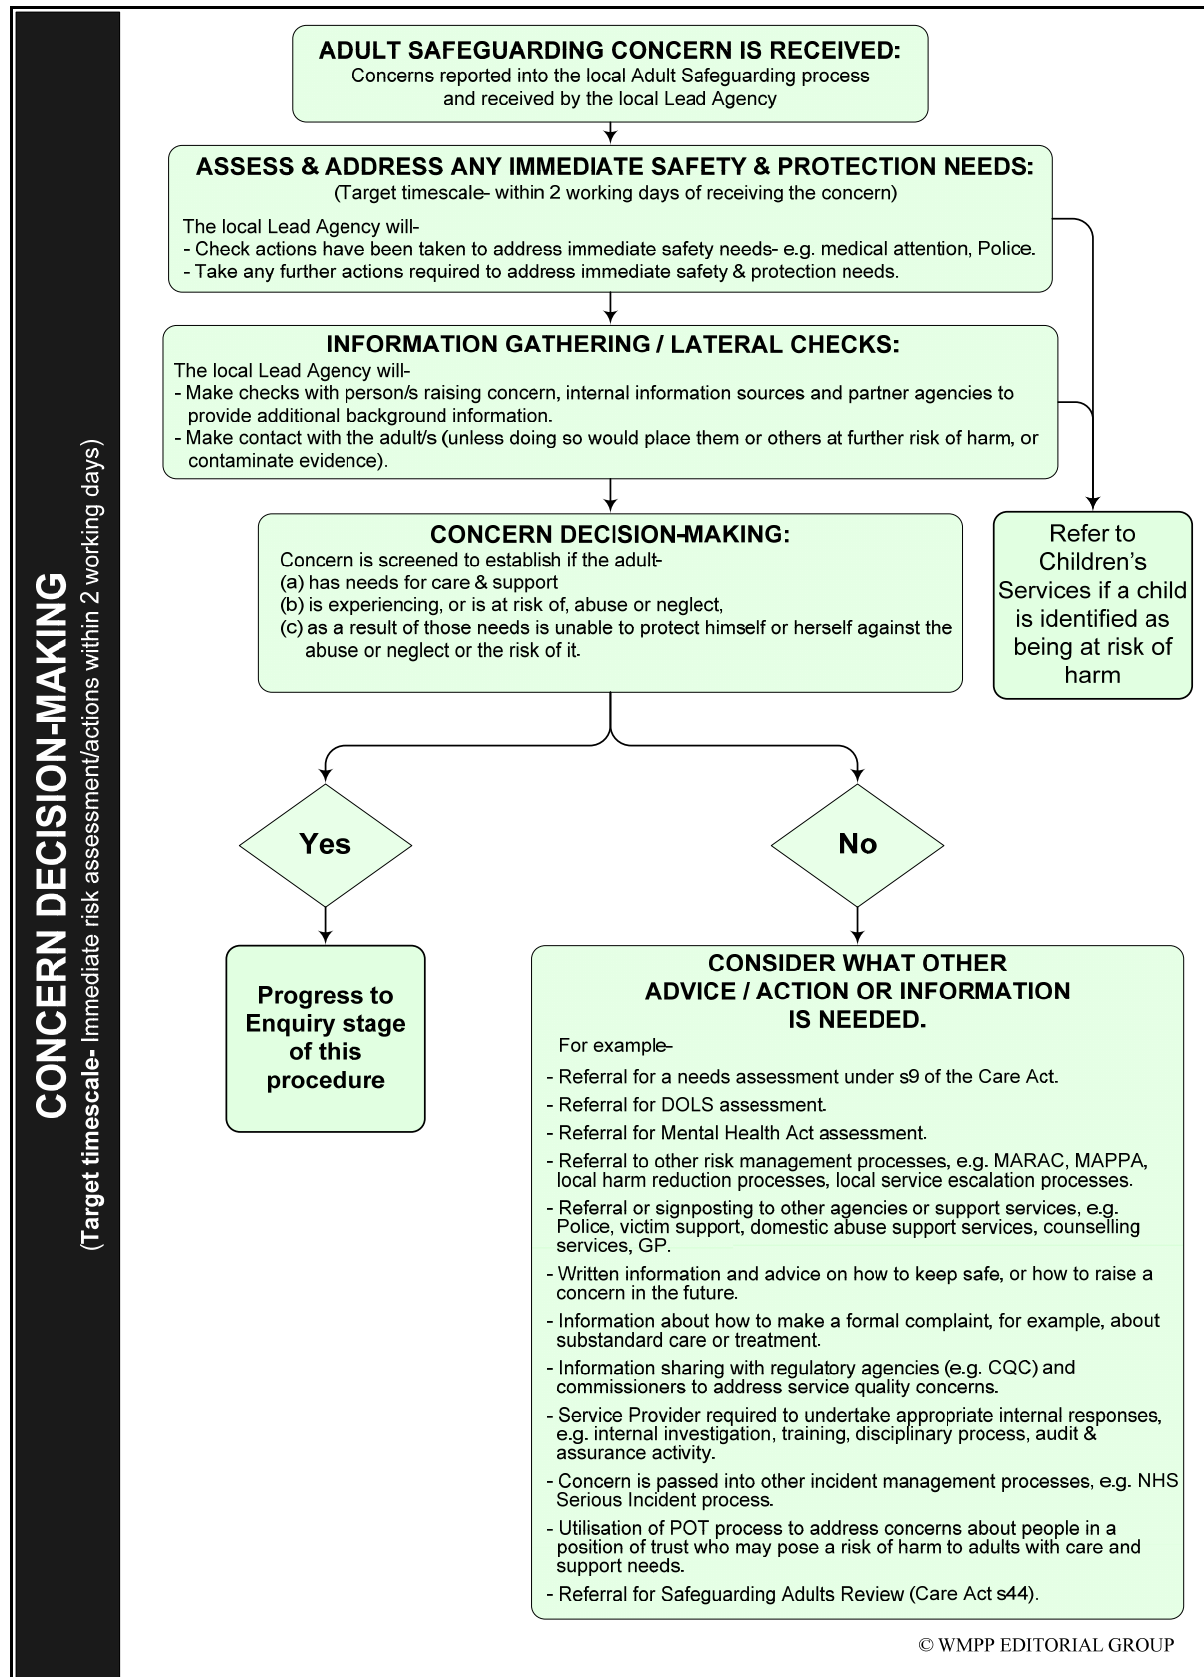 CONCERN DECISION-MAKING
(Target timescale- Immediate risk assessment/actions within 2 working days)
ADULT SAFEGUARDING CONCERN IS RECEIVED:
Concerns reported into the local Adult Safeguarding process
and received by the local Lead Agency
ASSESS & ADDRESS ANY IMMEDIATE SAFETY & PROTECTION NEEDS:
(Target timescale- within 2 working days of receiving the concern)
The local Lead Agency will-
- Check actions have been taken to address immediate safety needs- e.g. medical attention, Police.
- Take any further actions required to address immediate safety & protection needs.
INFORMATION GATHERING / LATERAL CHECKS:
The local Lead Agency will-
- Make checks with person/s raising concern, internal information sources and partner agencies to
provide additional background information.
- Make contact with the adult/s (unless doing so would place them or others at further risk of harm, or
contaminate evidence).
CONCERN DECISION-MAKING:
Concern is screened to establish if the adult-
(a) has needs for care & support
(b) is experiencing, or is at risk of, abuse or neglect,
(c) as a result of those needs is unable to protect himself or herself against the
abuse or neglect or the risk of it.
Refer to
Children's
Services if a child
is identified as
being at risk of
harm
Yes
No
Progress to
Enquiry stage
of this
procedure
CONSIDER WHAT OTHER
ADVICE / ACTION OR INFORMATION
IS NEEDED.
For example-
- Referral for a needs assessment under s9 of the Care Act.
- Referral for DOLS assessment.
- Referral for Mental Health Act assessment.
- Referral to other risk management processes, e.g. MARAC, MAPPA,
local harm reduction processes, local service escalation processes.
- Referral or signposting to other agencies or support services, e.g.
Police, victim support, domestic abuse support services, counselling
services, GP.
- Written information and advice on how to keep safe, or how to raise a
concern in the future.
- Information about how to make a formal complaint, for example, about
substandard care or treatment.
- Information sharing with regulatory agencies (e.g. CQC) and
commissioners to address service quality concerns.
- Service Provider required to undertake appropriate internal responses,
e.g. internal investigation, training, disciplinary process, audit &
assurance activity.
- Concern is passed into other incident management processes, e.g. NHS
Serious Incident process.
- Utilisation of POT process to address concerns about people in a
position of trust who may pose a risk of harm to adults with care and
support needs.
- Referral for Safeguarding Adults Review (Care Act s44).
© WMPP EDITORIAL GROUP